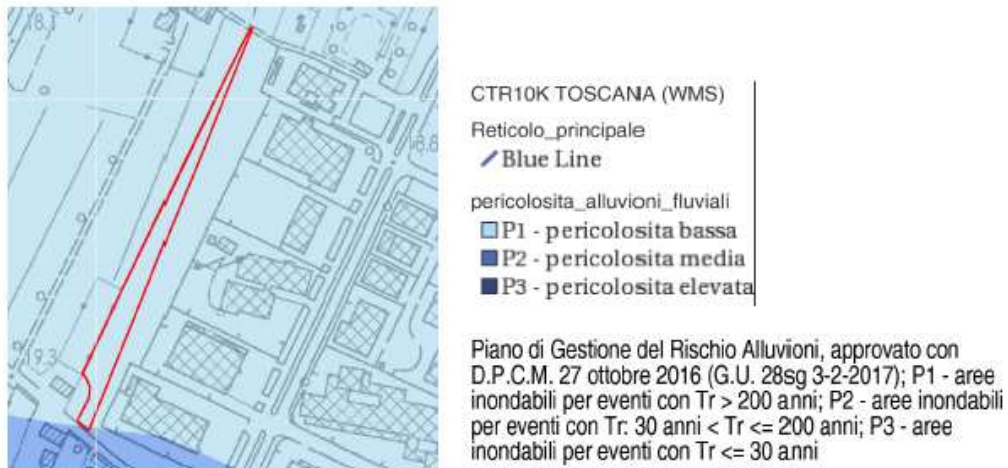 18,1
18,8
19,3
CTR10K TOSCANA (WMS)
Reticolo_principale
Blue Line
pericolosita_alluvioni_fluviali
P1 - pericolosita bassa
P2 - pericolosita media
P3 - pericolosita elevata
Piano di Gestione del Rischio Alluvioni, approvato con
D.P.C.M. 27 ottobre 2016 (G.U. 28sg 3-2-2017); P1 - aree
inondabili per eventi con Tr > 200 anni; P2 - aree inondabili
per eventi con Tr: 30 anni < Tr <= 200 anni; P3 - aree
inondabili per eventi con Tr <= 30 anni